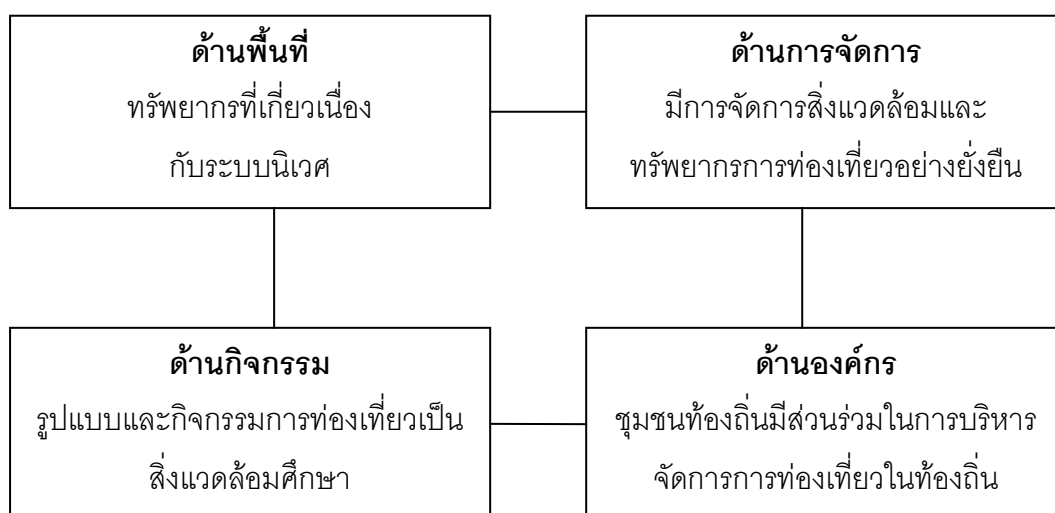 ด้านพื้นที่
ทรัพยากรที่เกี่ยวเนื่อง
กับระบบนิเวศ
ด้านการจัดการ
มีการจัดการสิ่งแวดล้อมและ
ทรัพยากรการท่องเที่ยวอย่างยั่งยืน
ด้านกิจกรรม
รูปแบบและกิจกรรมการท่องเที่ยวเป็น
สิ่งแวดล้อมศึกษา
ด้านองค์กร
ชุมชนท้องถิ่นมีส่วนร่วมในการบริหาร
จัดการการท่องเที่ยวในท้องถิ่น